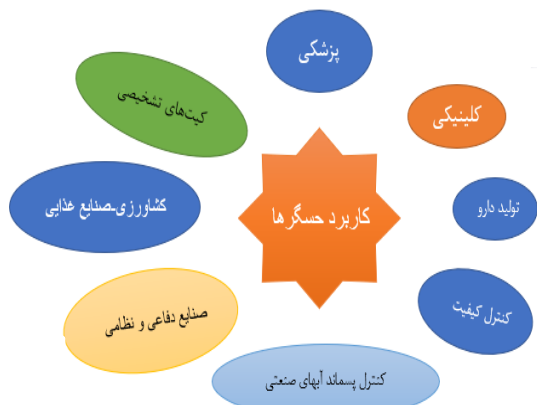 پزشکی
کلینیکی
تولید دارو
کنترل کیفیت
کنترل پسماند آبهای صنعتی
صنایع دفاعی و نظامی
کشاورزی-صنایع غذایی
کیت‌های تشخیصی
کاربرد حسگرها